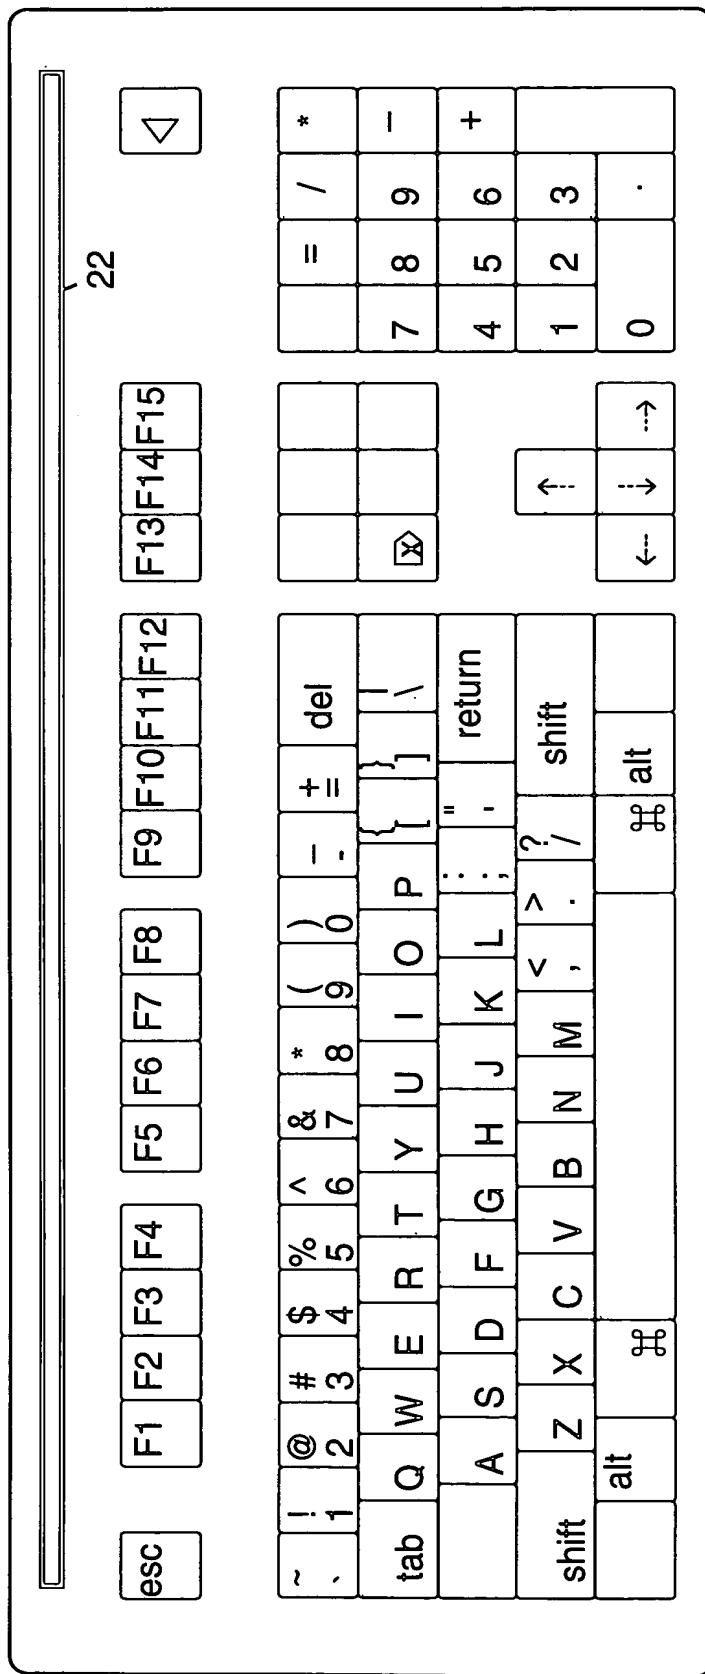 22
esc F1 F2 F3 F4 F5 F6 F7 F8 F9 F10 F11 F12 F13 F14 F15 ◁
~ ! @ # $ % ^ & * ( ) — +
` 1 2 3 4 5 6 7 8 9 0 - = del = / *
tab Q W E R T Y U I O P { [ } ] | \ ⌫ 7 8 9 —
A S D F G H J K L : ; " ' return 4 5 6 +
shift Z X C V B N M < , > . ? / shift ↑ 1 2 3
alt ⌘ ⌘ alt ← ↓ → 0 .